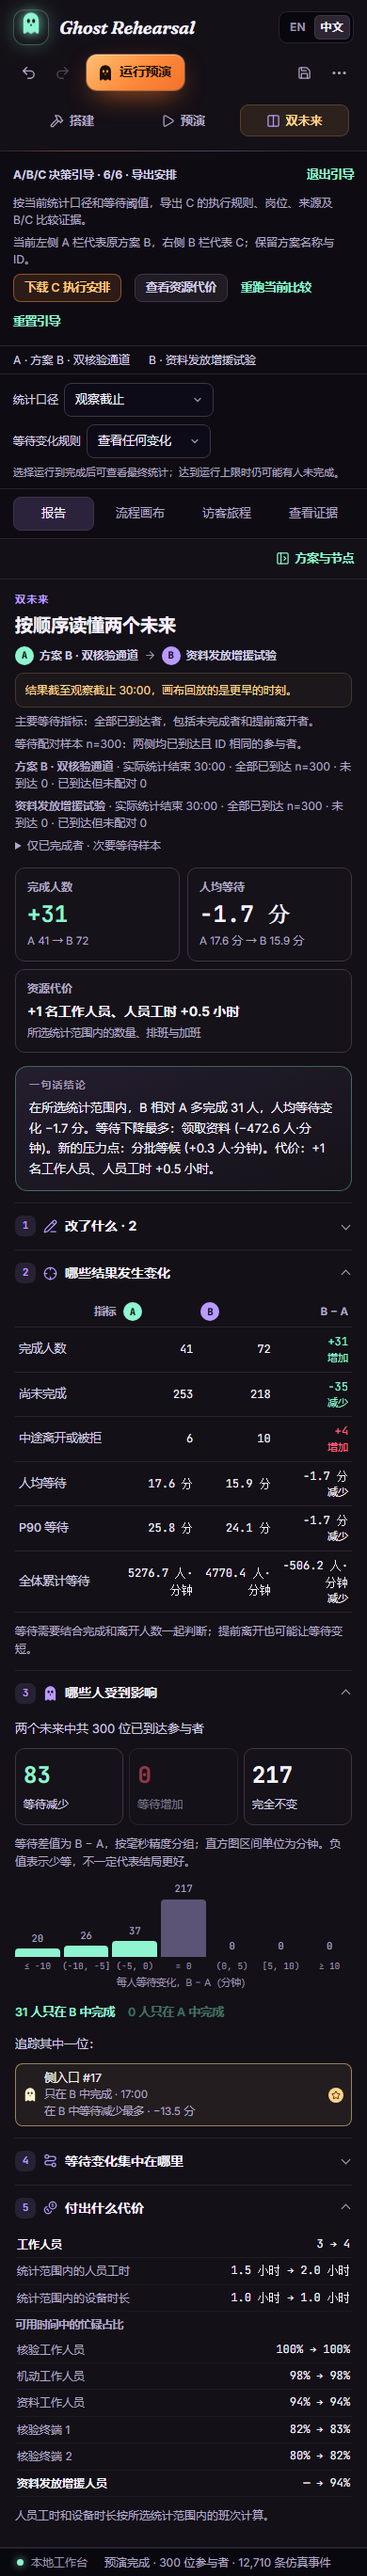 Ghost Rehearsal
EN 中文
运行预演
搭建 预演 双未来
A/B/C 决策引导 · 6/6 · 导出安排 退出引导
按当前统计口径和等待阈值，导出 C 的执行规则、岗位、来源及
B/C 比较证据。
当前左侧 A 栏代表原方案 B，右侧 B 栏代表 C；保留方案名称与
ID。
下载 C 执行安排 查看资源代价 重跑当前比较
重置引导
A · 方案 B · 双核验通道 B · 资料发放增援试验
统计口径 观察截止
等待变化规则 查看任何变化
选择运行到完成后可查看最终统计；达到运行上限时仍可能有人未完成。
报告 流程画布 访客旅程 查看证据
方案与节点
双未来
按顺序读懂两个未来
A 方案 B · 双核验通道 → B 资料发放增援试验
结果截至观察截止 30:00，画布回放的是更早的时刻。
主要等待指标：全部已到达者，包括未完成者和提前离开者。
等待配对样本 n=300：两侧均已到达且 ID 相同的参与者。
方案 B · 双核验通道 · 实际统计结束 30:00 · 全部已到达 n=300 · 未
到达 0 · 已到达但未配对 0
资料发放增援试验 · 实际统计结束 30:00 · 全部已到达 n=300 · 未
到达 0 · 已到达但未配对 0
▶ 仅已完成者 · 次要等待样本
完成人数
+31
A 41 → B 72
人均等待
-1.7 分
A 17.6 分 → B 15.9 分
资源代价
+1 名工作人员、人员工时 +0.5 小时
所选统计范围内的数量、排班与加班
一句话结论
在所选统计范围内，B 相对 A 多完成 31 人，人均等待变
化 −1.7 分。等待下降最多：领取资料 (−472.6 人·分
钟)。新的压力点：分批等候 (+0.3 人·分钟)。代价：+1
名工作人员、人员工时 +0.5 小时。
1 改了什么 · 2
2 哪些结果发生变化
指标 A B B − A
完成人数 41 72 +31
增加
尚未完成 253 218 -35
减少
中途离开或被拒 6 10 +4
增加
人均等待 17.6 分 15.9 分 -1.7 分
减少
P90 等待 25.8 分 24.1 分 -1.7 分
减少
全体累计等待 5276.7 人·分钟 4770.4 人·分钟 -506.2 人·分钟
减少
等待需要结合完成和离开人数一起判断；提前离开也可能让等待变
短。
3 哪些人受到影响
两个未来中共 300 位已到达参与者
83
等待减少
0
等待增加
217
完全不变
等待差值为 B − A，按毫秒精度分组；直方图区间单位为分钟。负
值表示少等，不一定代表结局更好。
20 26 37 217 0 0 0
≤ -10 (-10, -5] (-5, 0) = 0 (0, 5) [5, 10) ≥ 10
每人等待变化，B − A（分钟）
31 人只在 B 中完成 0 人只在 A 中完成
追踪其中一位：
侧入口 #17
只在 B 中完成 · 17:00
在 B 中等待减少最多 · −13.5 分
4 等待变化集中在哪里
5 付出什么代价
工作人员 3 → 4
统计范围内的人员工时 1.5 小时 → 2.0 小时
统计范围内的设备时长 1.0 小时 → 1.0 小时
可用时间中的忙碌占比
核验工作人员 100% → 100%
机动工作人员 98% → 98%
资料工作人员 94% → 94%
核验终端 1 82% → 83%
核验终端 2 80% → 82%
资料发放增援人员 — → 94%
人员工时和设备时长按所选统计范围内的班次计算。
本地工作台 预演完成 · 300 位参与者 · 12,710 条仿真事件